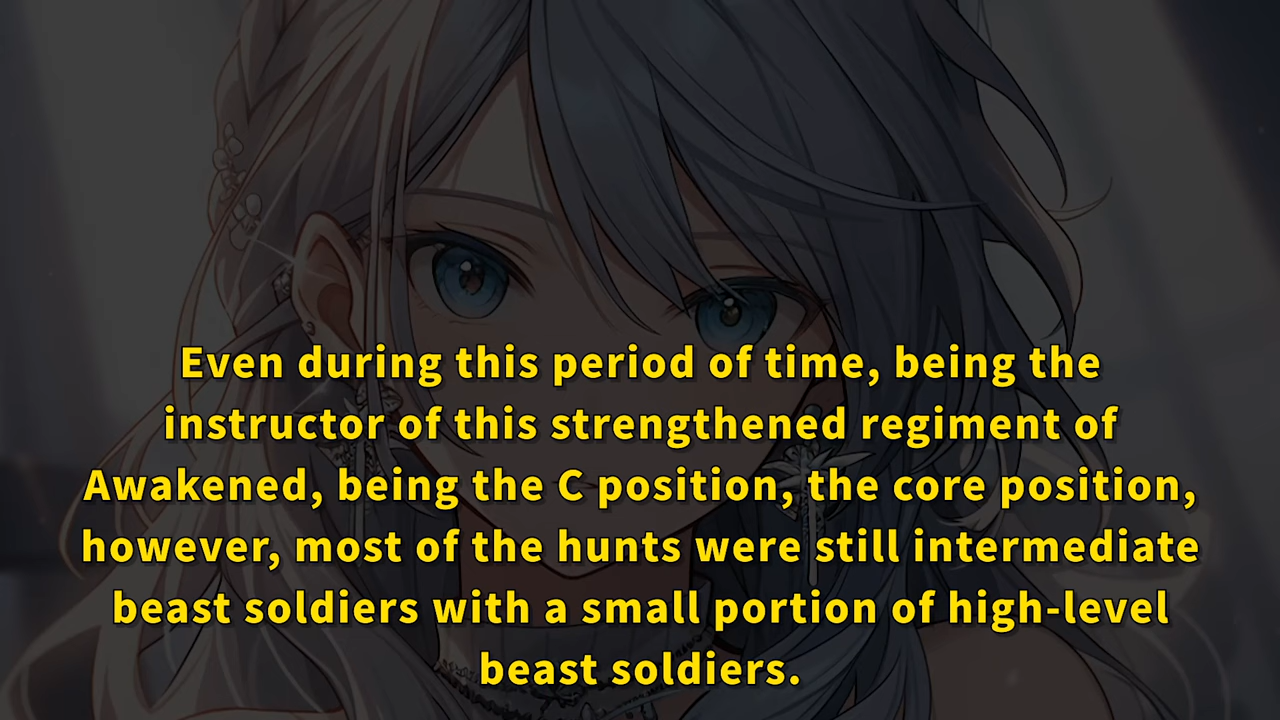 Even during this period of time, being the
instructor of this strengthened regiment of
Awakened, being the C position, the core position,
however, most of the hunts were still intermediate
beast soldiers with a small portion of high-level
beast soldiers.